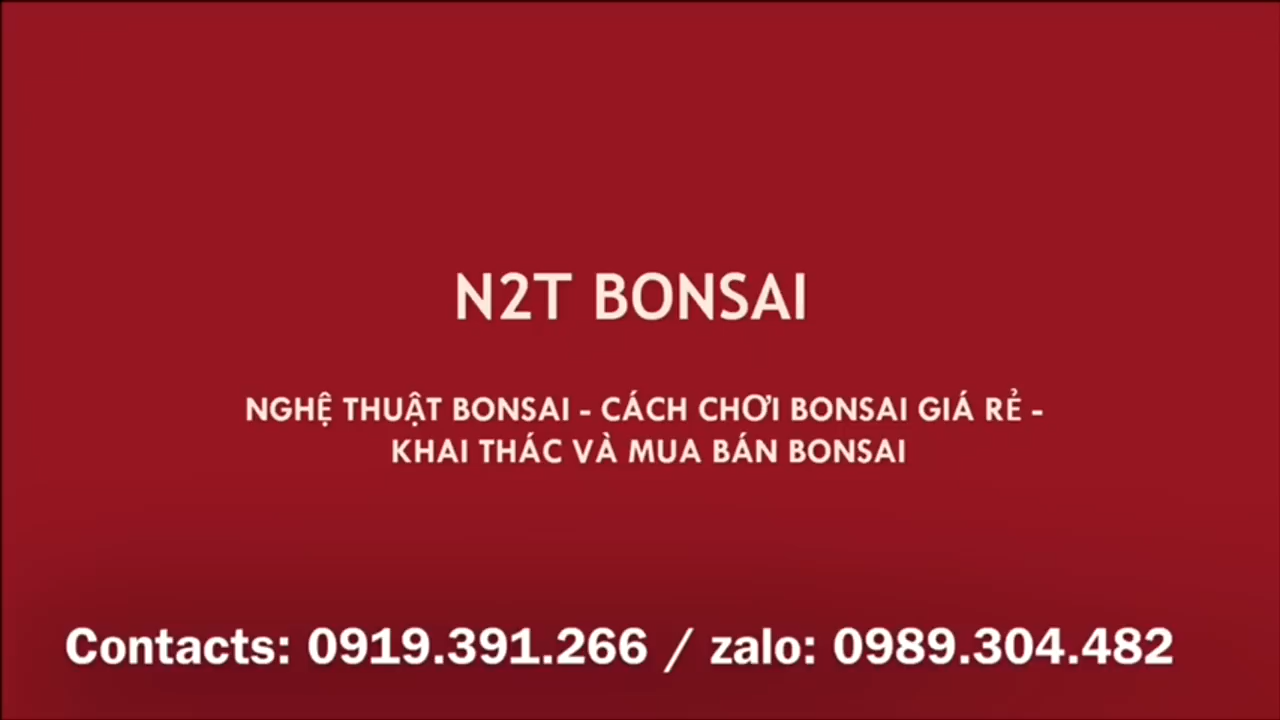 N2T BONSAI
NGHỆ THUẬT BONSAI - CÁCH CHƠI BONSAI GIÁ RẺ -
KHAI THÁC VÀ MUA BÁN BONSAI
Contacts: 0919.391.266 / zalo: 0989.304.482